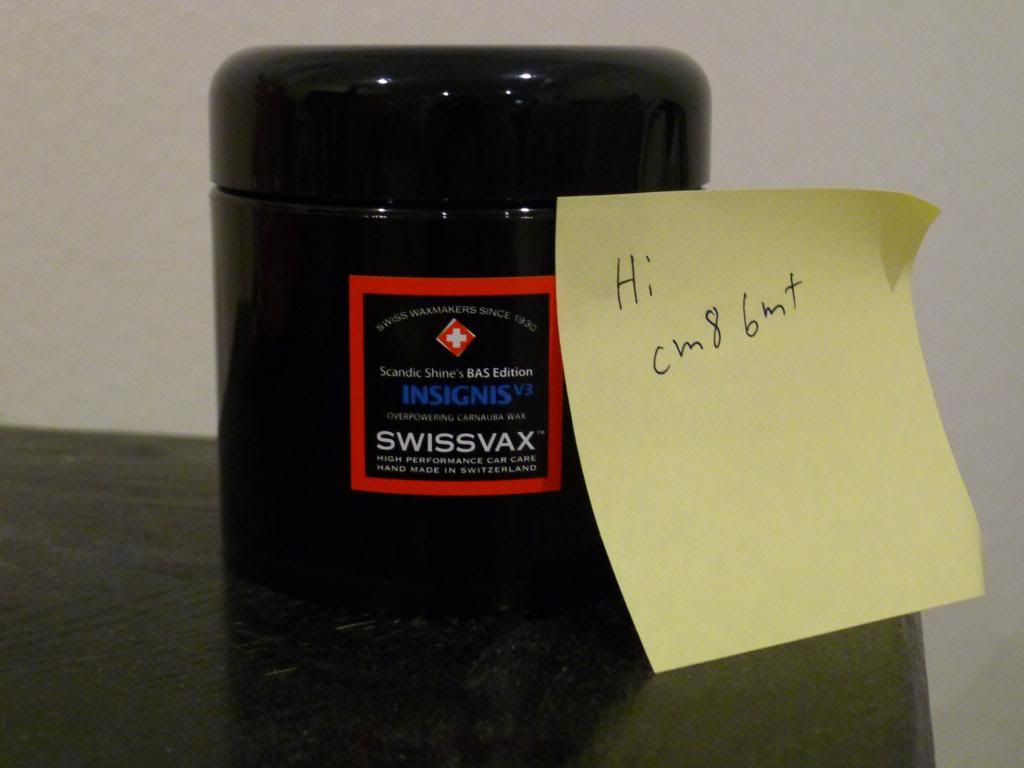 SWISS WAXMAKERS SINCE 1930
Scandic Shine's BAS Edition
INSIGNIS V3
OVERPOWERING CARNAUBA WAX
SWISSVAX™
HIGH PERFORMANCE CAR CARE
HAND MADE IN SWITZERLAND
Hi
cm8 6mt